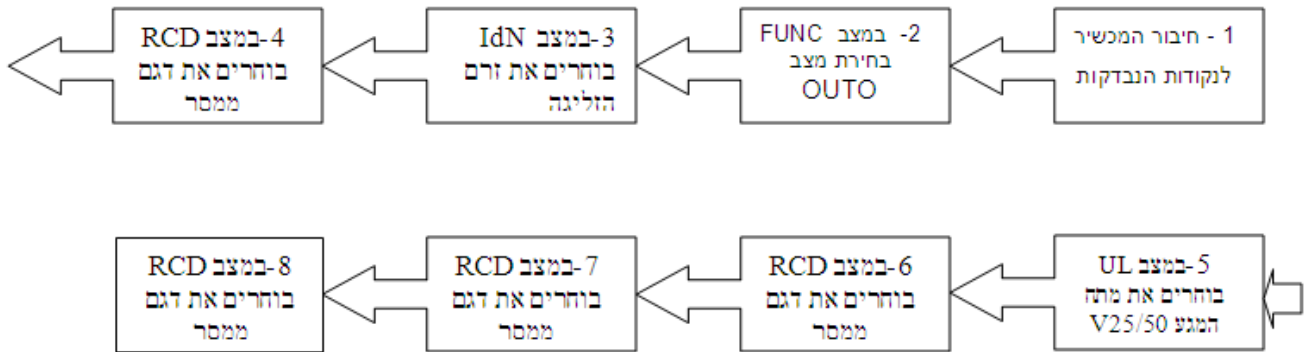 1 - חיבור המכשיר
לנקודות הנבדקות
2- במצב FUNC
בחירת מצב
OUTO
3-במצב IdN
בוחרים את זרם
הזליגה
4-במצב RCD
בוחרים את דגם
ממסר
5-במצב UL
בוחרים את מתח
המגע V25/50
6-במצב RCD
בוחרים את דגם
ממסר
7-במצב RCD
בוחרים את דגם
ממסר
8-במצב RCD
בוחרים את דגם
ממסר